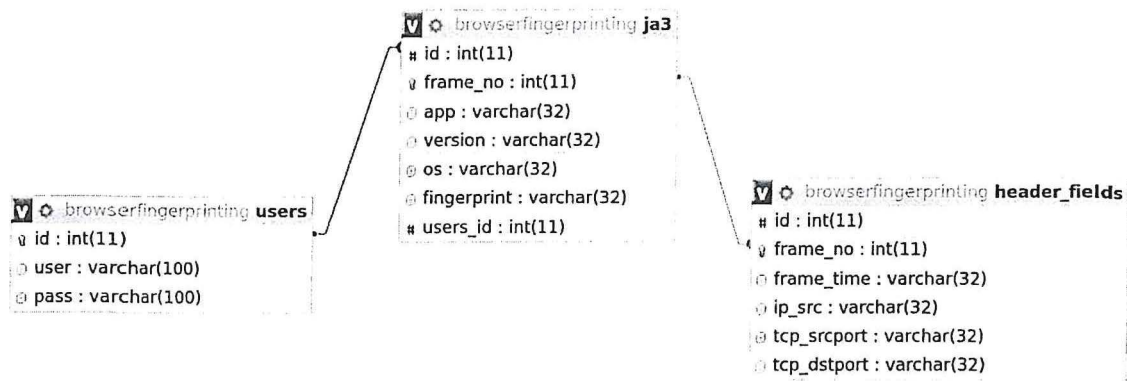 browserfingerprinting ja3
# id : int(11)
frame_no : int(11)
app : varchar(32)
version : varchar(32)
os : varchar(32)
fingerprint : varchar(32)
# users_id : int(11)
browserfingerprinting users
id : int(11)
user : varchar(100)
pass : varchar(100)
browserfingerprinting header_fields
# id : int(11)
frame_no : int(11)
frame_time : varchar(32)
ip_src : varchar(32)
tcp_srcport : varchar(32)
tcp_dstport : varchar(32)